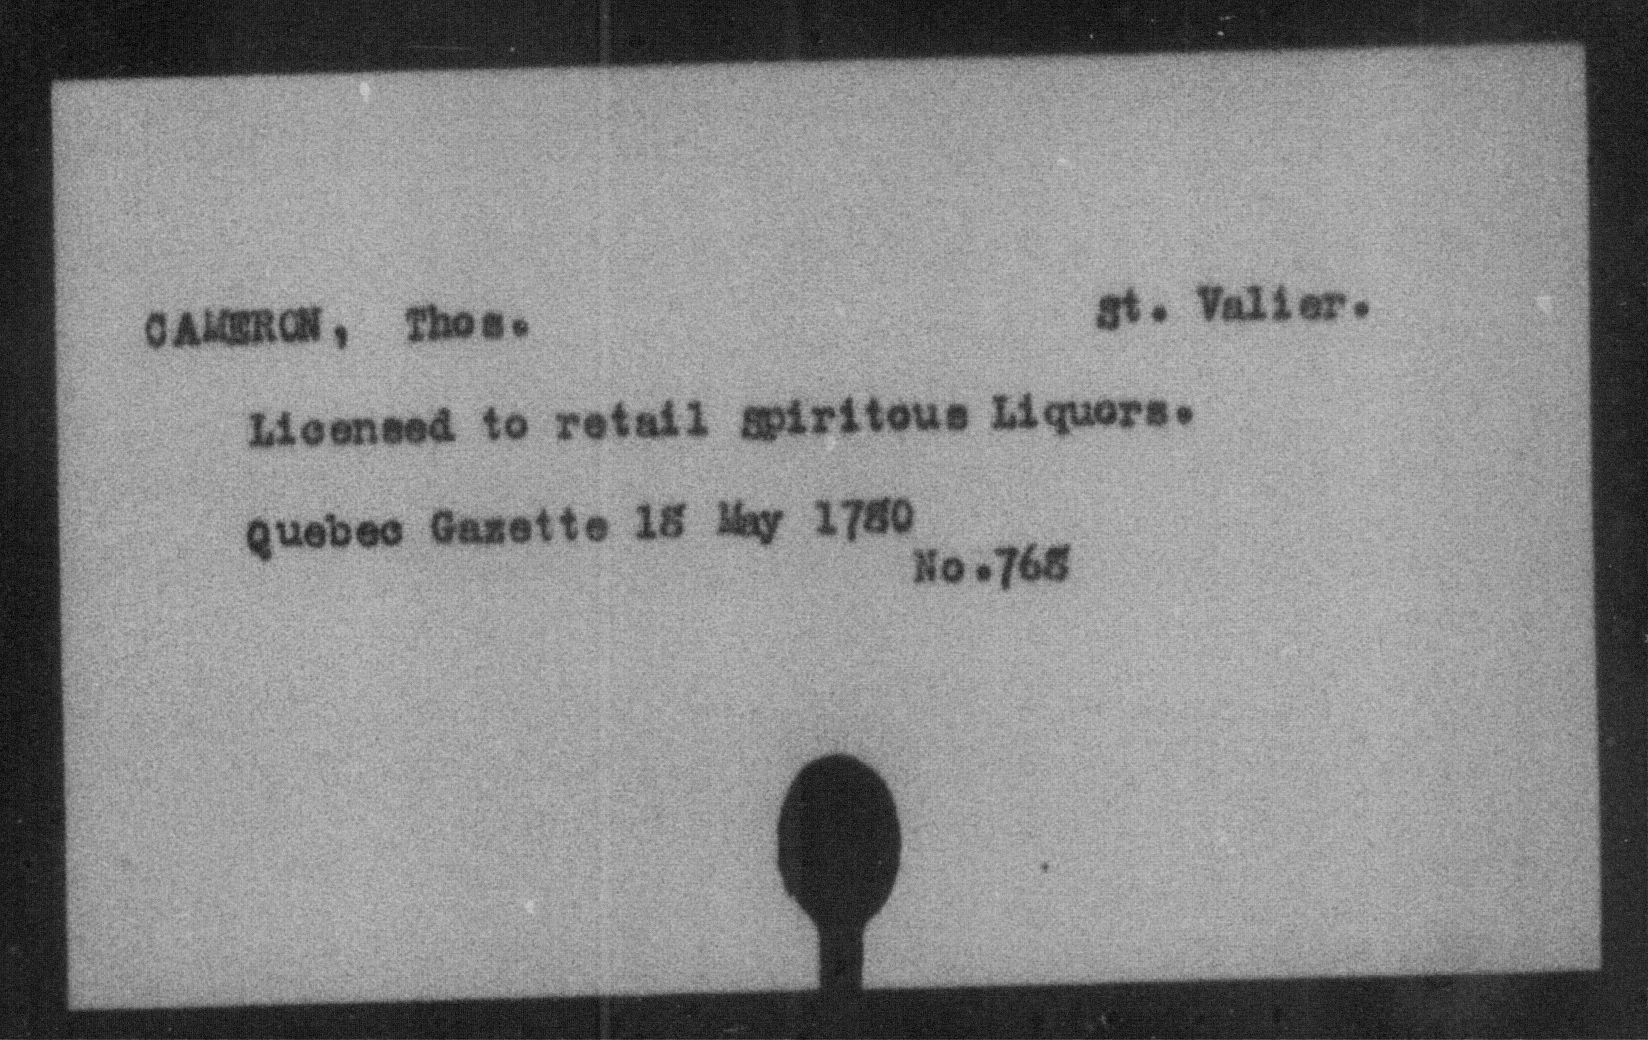 CAMERON, Thos. st. Valier.
Licensed to retail spiritous Liquors.
Quebec Gazette 18 May 1780
No.768